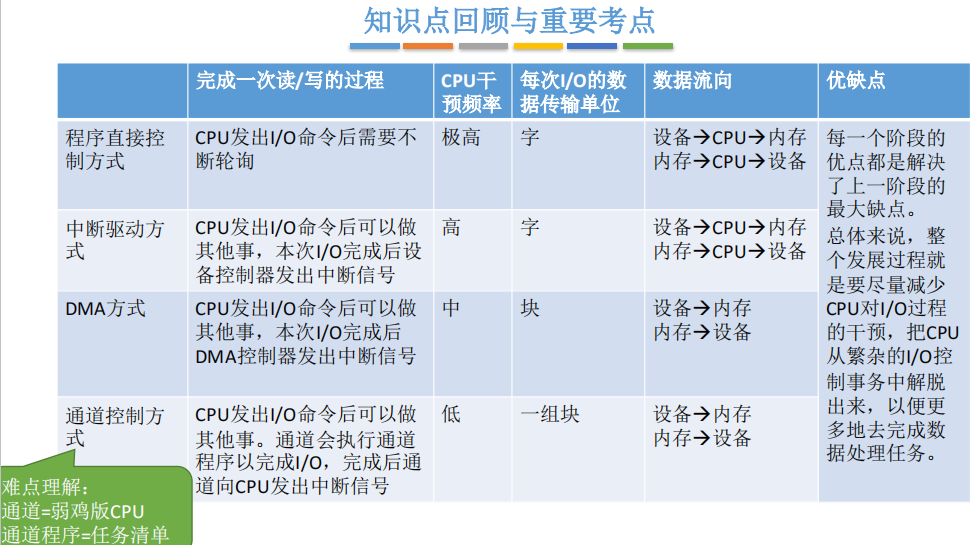 知识点回顾与重要考点
完成一次读/写的过程
CPU干
预频率
每次I/O的数
据传输单位
数据流向
优缺点
程序直接控
制方式
CPU发出I/O命令后需要不
断轮询
极高
字
设备→CPU→内存
内存→CPU→设备
中断驱动方
式
CPU发出I/O命令后可以做
其他事，本次I/O完成后设
备控制器发出中断信号
高
字
设备→CPU→内存
内存→CPU→设备
DMA方式
CPU发出I/O命令后可以做
其他事，本次I/O完成后
DMA控制器发出中断信号
中
块
设备→内存
内存→设备
通道控制方
式
CPU发出I/O命令后可以做
其他事。通道会执行通道
程序以完成I/O，完成后通
道向CPU发出中断信号
低
一组块
设备→内存
内存→设备
每一个阶段的
优点都是解决
了上一阶段的
最大缺点。
总体来说，整
个发展过程就
是要尽量减少
CPU对I/O过程
的干预，把CPU
从繁杂的I/O控
制事务中解脱
出来，以便更
多地去完成数
据处理任务。
难点理解：
通道=弱鸡版CPU
通道程序=任务清单